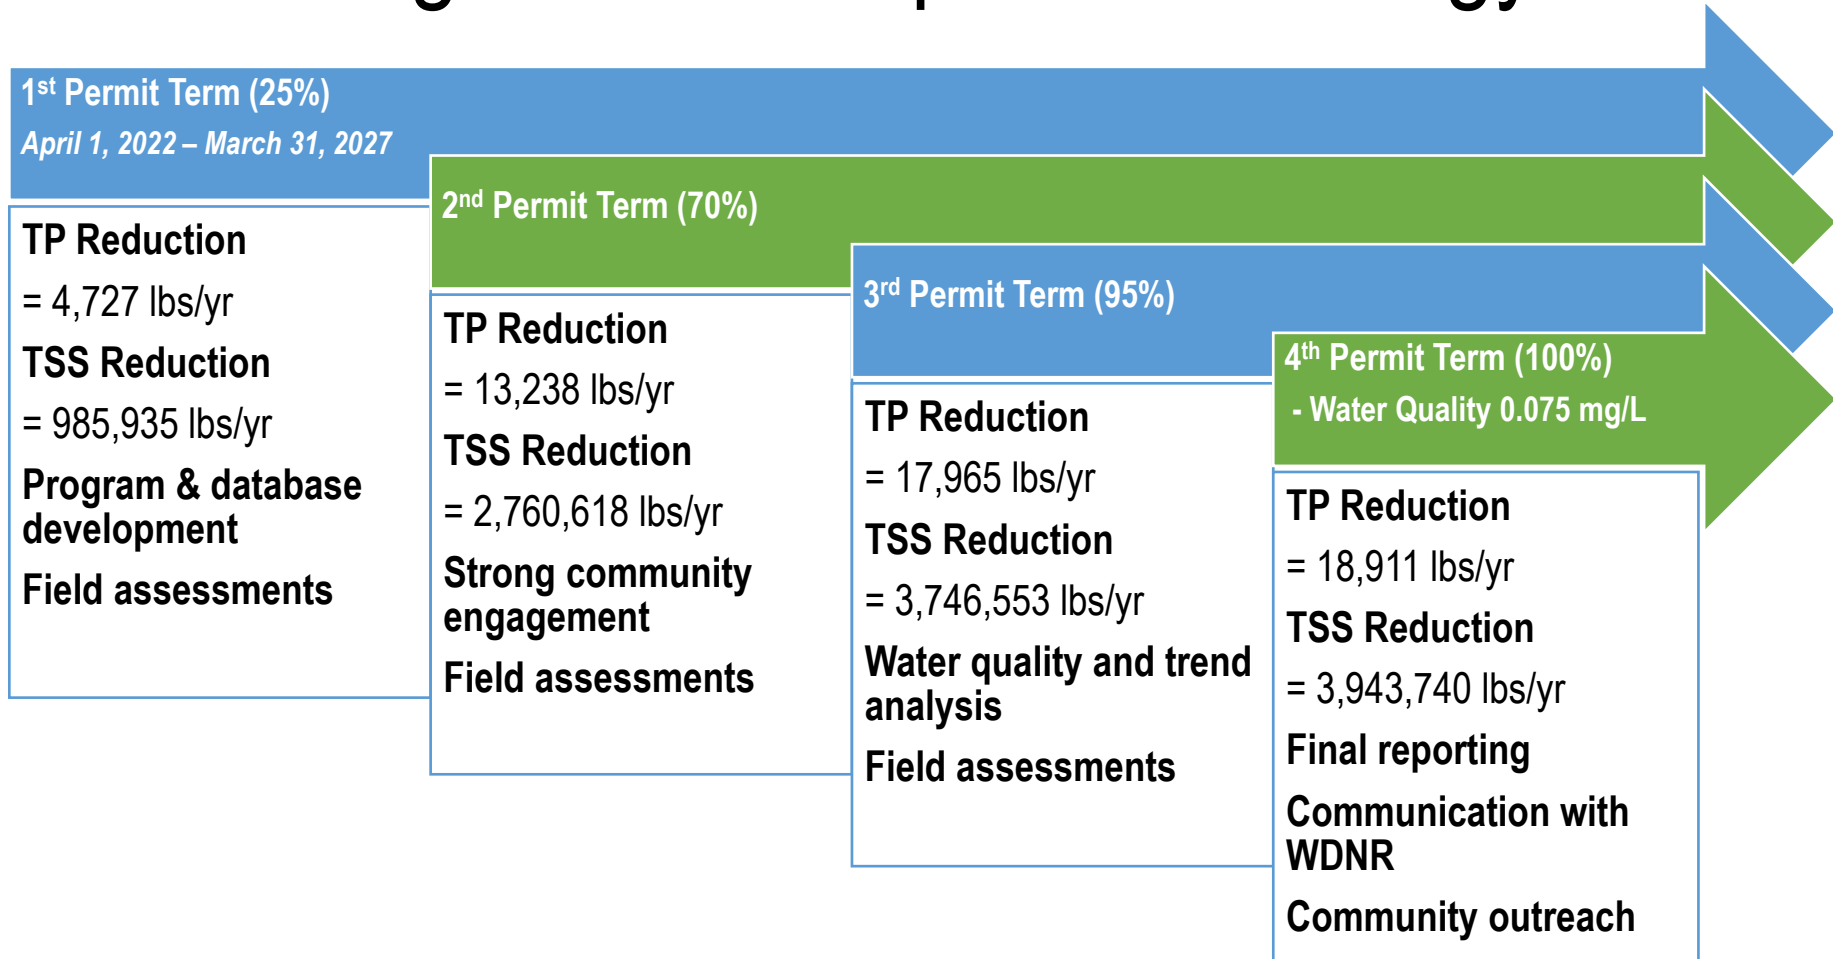 1st Permit Term (25%)
April 1, 2022 – March 31, 2027
TP Reduction
= 4,727 lbs/yr
TSS Reduction
= 985,935 lbs/yr
Program & database
development
Field assessments
2nd Permit Term (70%)
TP Reduction
= 13,238 lbs/yr
TSS Reduction
= 2,760,618 lbs/yr
Strong community
engagement
Field assessments
3rd Permit Term (95%)
TP Reduction
= 17,965 lbs/yr
TSS Reduction
= 3,746,553 lbs/yr
Water quality and trend
analysis
Field assessments
4th Permit Term (100%)
- Water Quality 0.075 mg/L
TP Reduction
= 18,911 lbs/yr
TSS Reduction
= 3,943,740 lbs/yr
Final reporting
Communication with
WDNR
Community outreach